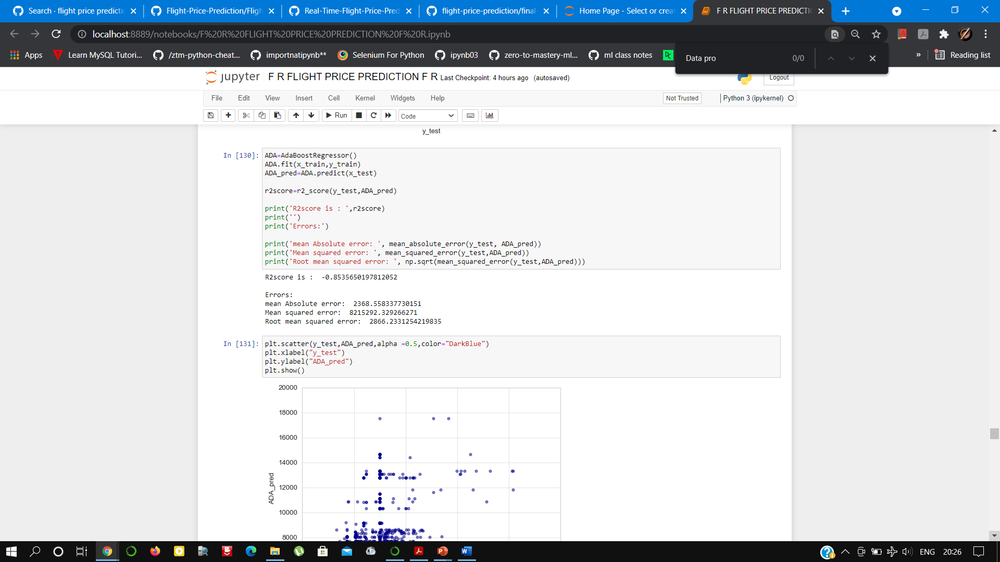 Search · flight price predictic
Flight-Price-Prediction/Fligh
Real-Time-Flight-Price-Pred
flight-price-prediction/final
Home Page - Select or creat
F R FLIGHT PRICE PREDICTIO
localhost:8889/notebooks/F%20R%20FLIGHT%20PRICE%20PREDICTION%20F%20R.ipynb
Apps
Learn MySQL Tutori...
/ztm-python-cheat...
importnatipynb**
Selenium For Python
ipynb03
zero-to-mastery-ml...
ml class notes
DC
»
Reading list
Data pro
0/0
jupyter
F R FLIGHT PRICE PREDICTION F R Last Checkpoint: 4 hours ago (autosaved)
Logout
File Edit View Insert Cell Kernel Widgets Help
Not Trusted
Python 3 (ipykernel)
Run
Code
y_test
In [130]:
ADA=AdaBoostRegressor()
ADA.fit(x_train,y_train)
ADA_pred=ADA.predict(x_test)
r2score=r2_score(y_test,ADA_pred)
print('R2score is : ',r2score)
print('')
print('Errors:')
print('mean Absolute error: ', mean_absolute_error(y_test, ADA_pred))
print('Mean squared error: ', mean_squared_error(y_test,ADA_pred))
print('Root mean squared error: ', np.sqrt(mean_squared_error(y_test,ADA_pred)))
R2score is :  -0.8535650197812052
Errors:
mean Absolute error:  2368.558337730151
Mean squared error:  8215292.329266271
Root mean squared error:  2866.2331254219835
In [131]:
plt.scatter(y_test,ADA_pred,alpha =0.5,color="DarkBlue")
plt.xlabel("y_test")
plt.ylabel("ADA_pred")
plt.show()
20000
18000
16000
14000
12000
10000
8000
ADA_pred
ENG
20:26